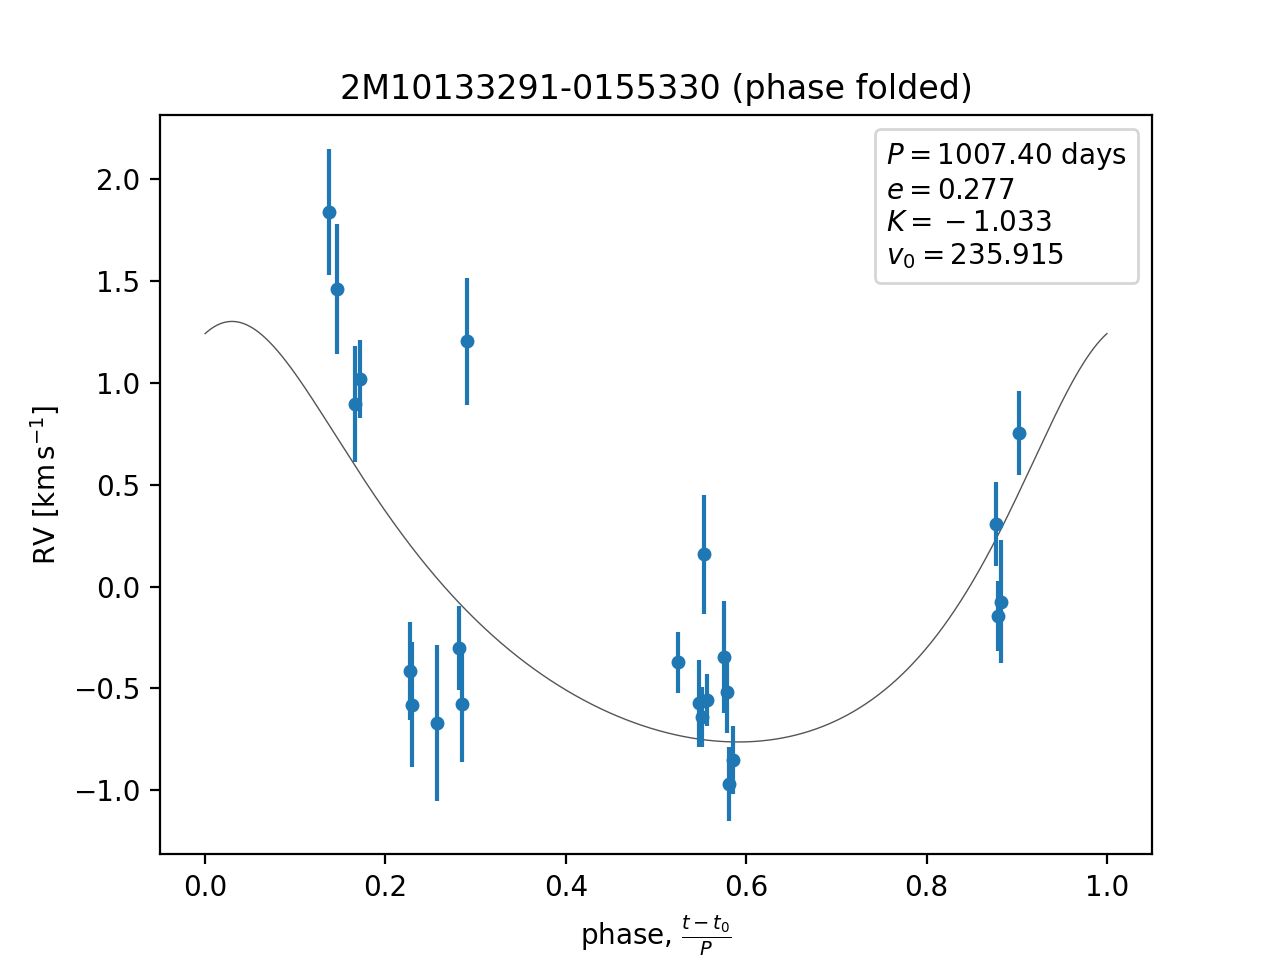 2M10133291-0155330 (phase folded)
P = 1007.40 days
e = 0.277
K = −1.033
v₀ = 235.915
RV [km s⁻¹]
2.0
1.5
1.0
0.5
0.0
−0.5
−1.0
0.0 0.2 0.4 0.6 0.8 1.0
phase, (t − t₀)/P